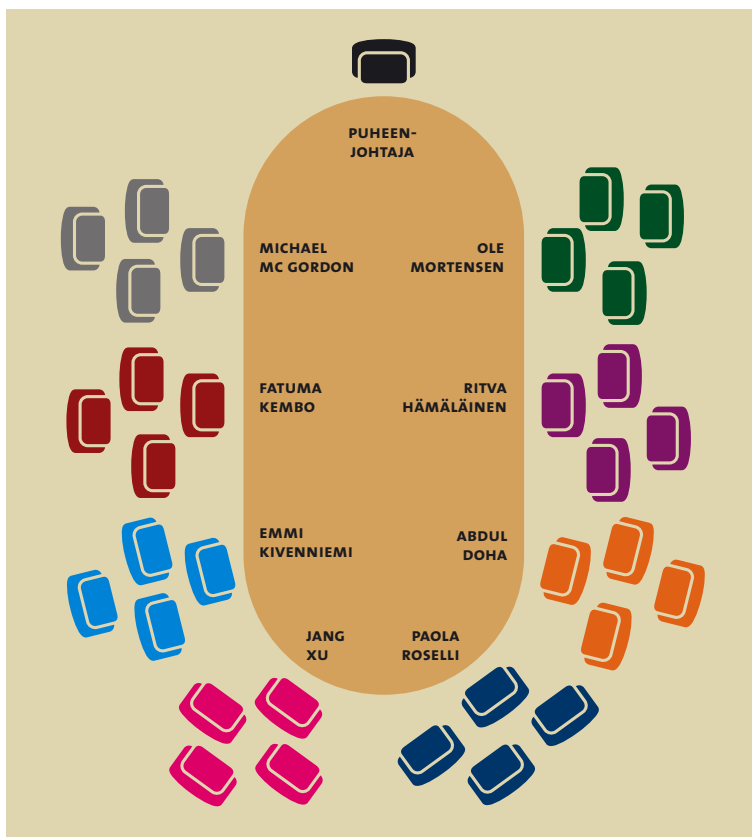 PUHEEN-
JOHTAJA
MICHAEL
MC GORDON
OLE
MORTENSEN
FATUMA
KEMBO
RITVA
HÄMÄLÄINEN
EMMI
KIVENNIEMI
ABDUL
DOHA
JANG
XU
PAOLA
ROSELLI